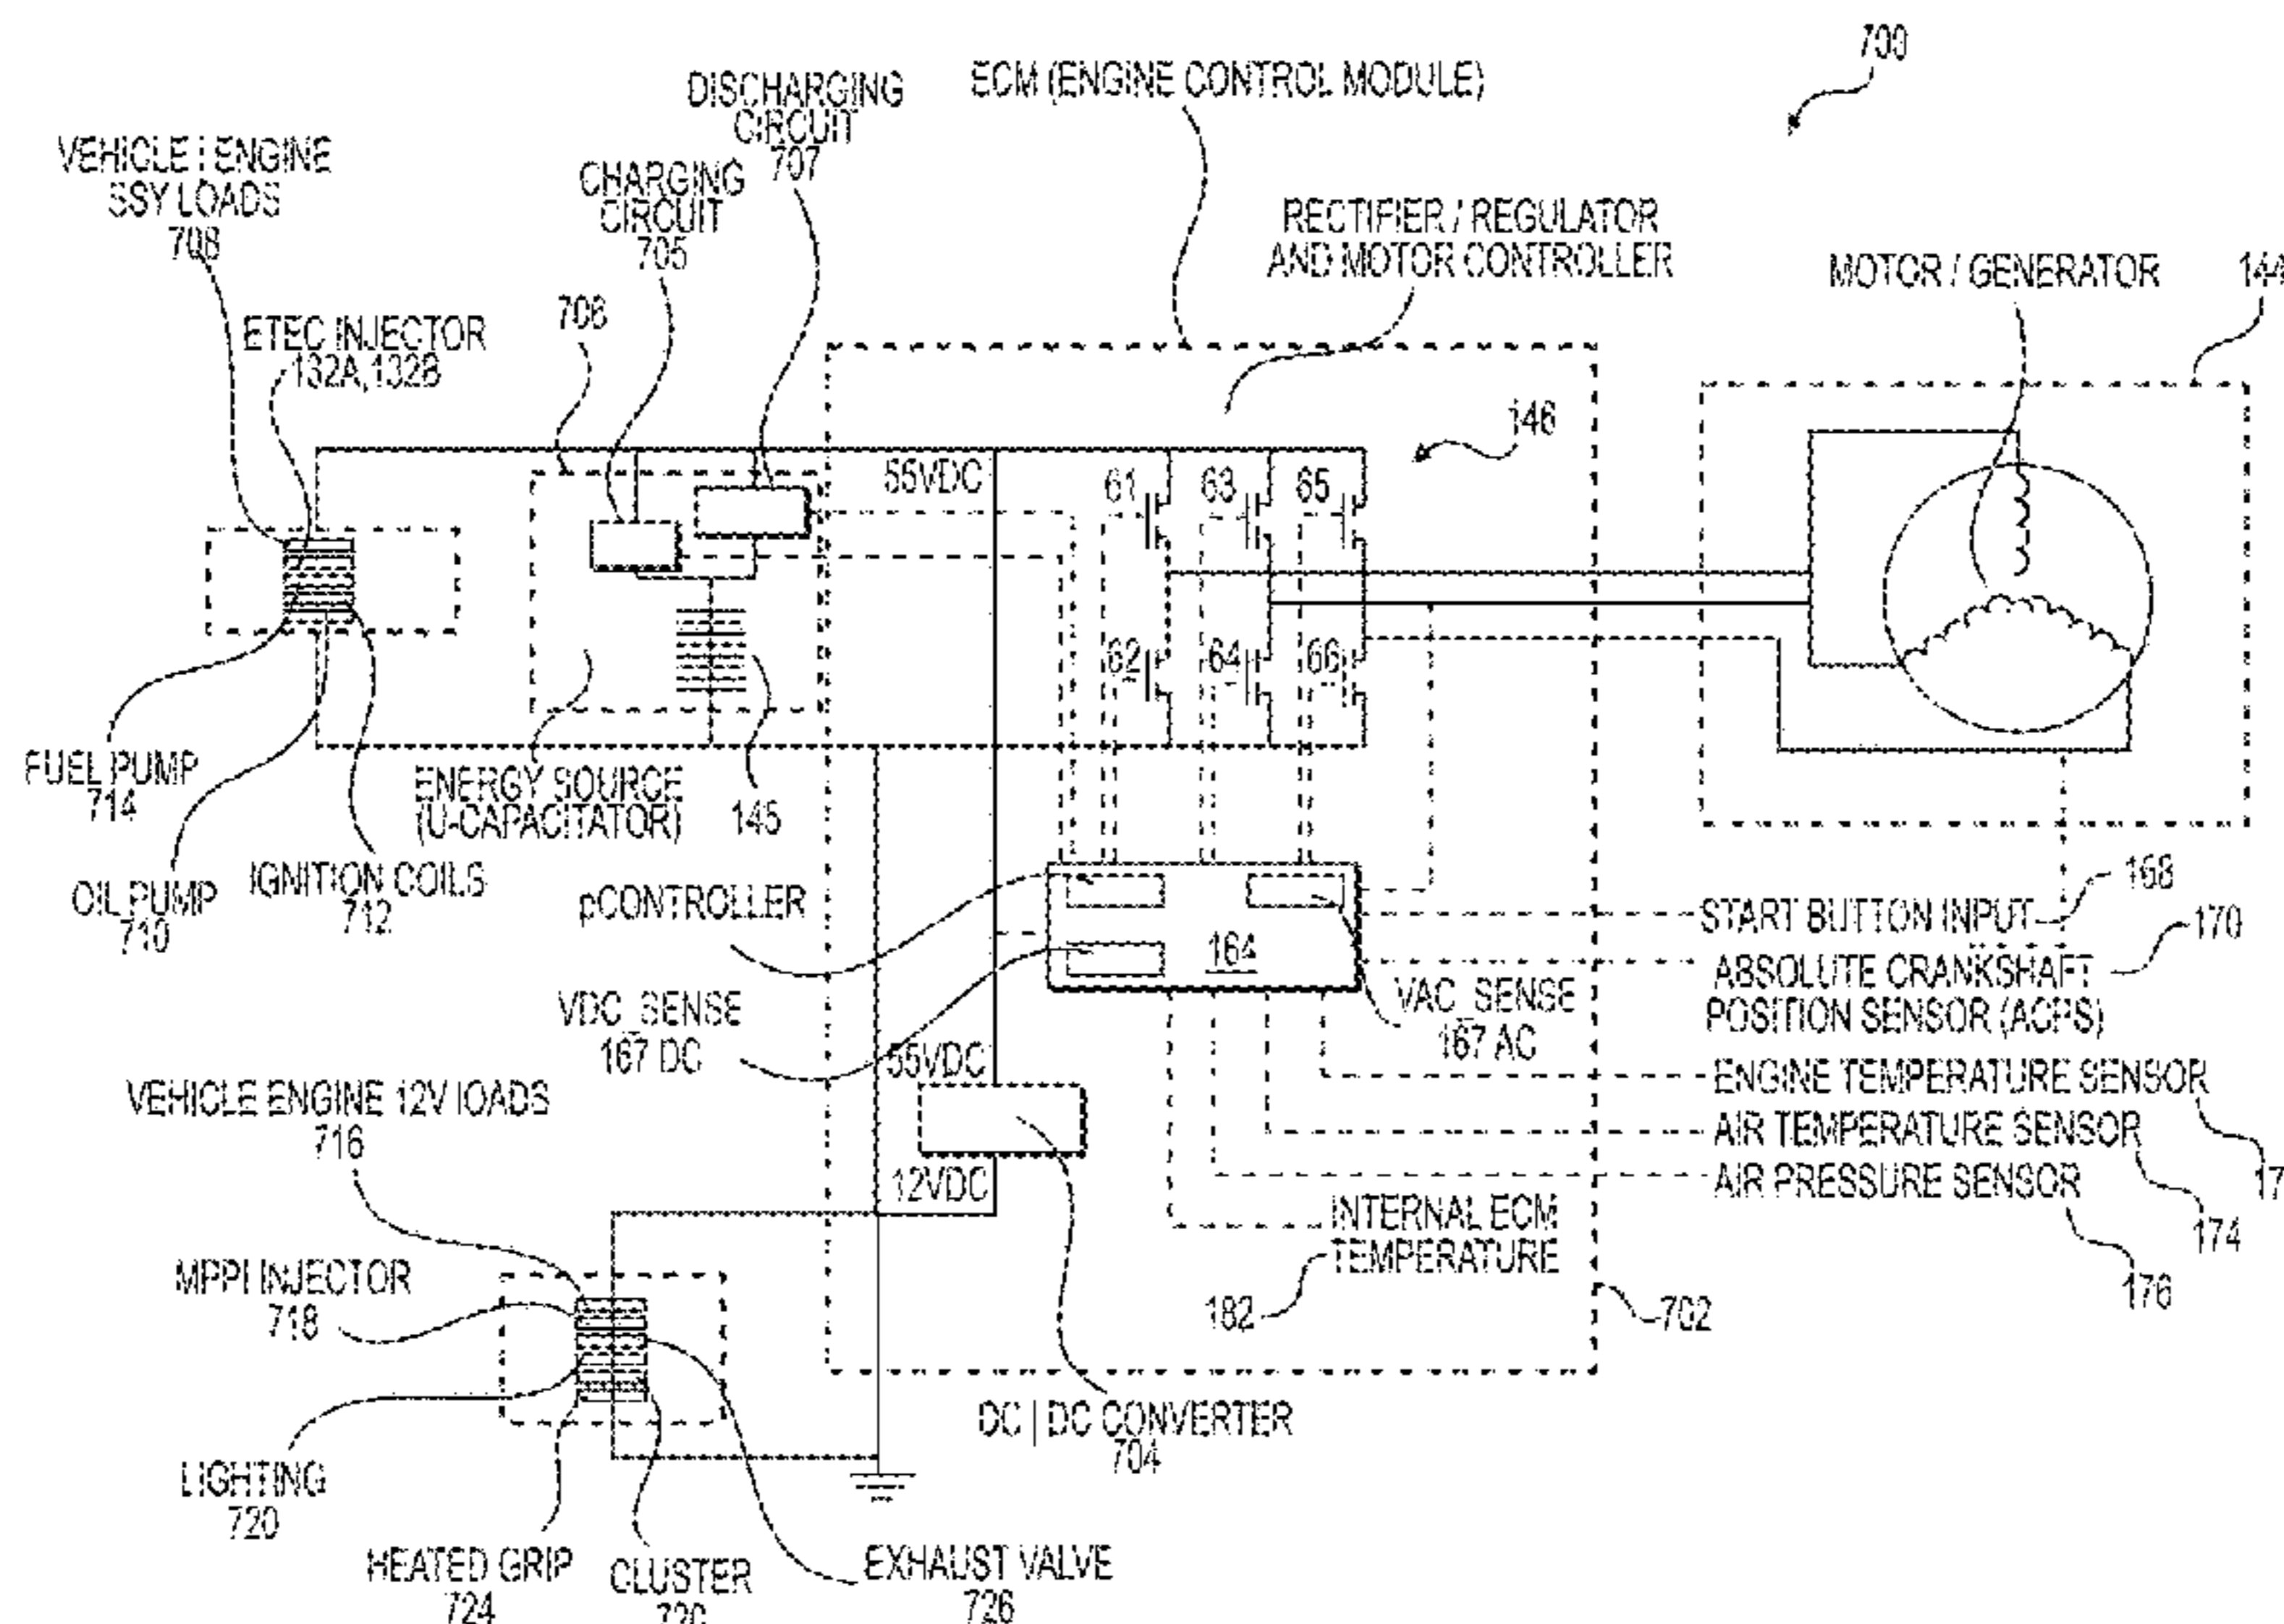 700
ECM (ENGINE CONTROL MODULE)
DISCHARGING
CIRCUIT
707
VEHICLE | ENGINE
SSY LOADS
708
CHARGING
CIRCUIT
705
RECTIFIER / REGULATOR
AND MOTOR CONTROLLER
MOTOR / GENERATOR
144
ETEC INJECTOR
132A,132B
706
146
55VDC
61
63
65
62
64
66
FUEL PUMP
714
ENERGY SOURCE
(U-CAPACITATOR)
145
OIL PUMP
710
IGNITION COILS
712
pCONTROLLER
164
START BUTTON INPUT
168
ABSOLUTE CRANKSHAFT
POSITION SENSOR (ACPS)
170
VDC_SENSE
167 DC
VAC_SENSE
167 AC
55VDC
ENGINE TEMPERATURE SENSOR
17
AIR TEMPERATURE SENSOR
174
AIR PRESSURE SENSOR
176
VEHICLE ENGINE 12V lOADS
716
12VDC
INTERNAL ECM
TEMPERATURE
182
702
MPPI INJECTOR
718
DC | DC CONVERTER
704
LIGHTING
720
HEATED GRIP
724
CLUSTER
EXHAUST VALVE
726